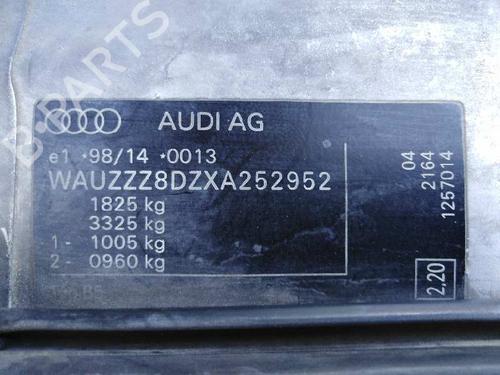 AUDI AG
e1 *98/14 *0013
WAUZZZ8DZXA252952
1825 kg
3325 kg
1- 1005 kg
2- 0960 kg
04
2164
1257014
2,20
B-PARTS